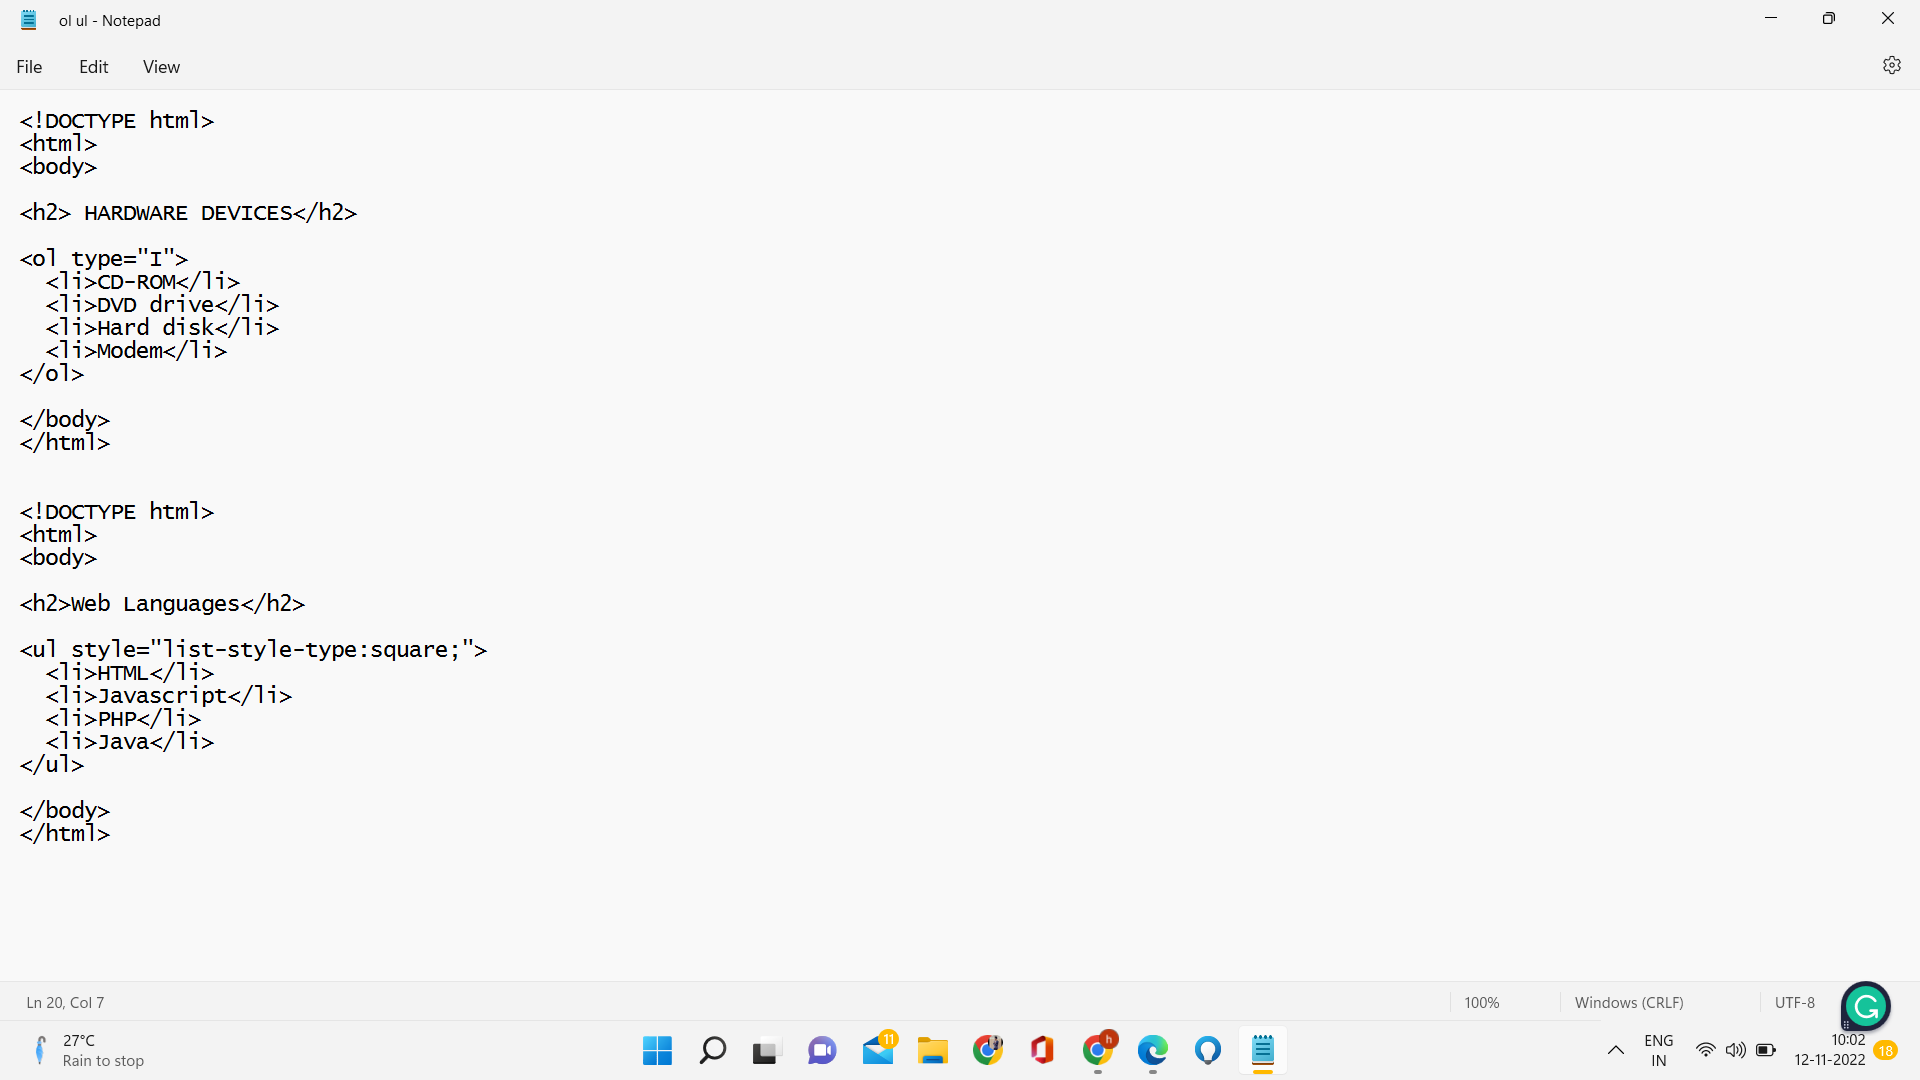 ol ul - Notepad
File Edit View
<!DOCTYPE html>
<html>
<body>
<h2> HARDWARE DEVICES</h2>
<ol type="I">
<li>CD-ROM</li>
<li>DVD drive</li>
<li>Hard disk</li>
<li>Modem</li>
</ol>
</body>
</html>
<!DOCTYPE html>
<html>
<body>
<h2>Web Languages</h2>
<ul style="list-style-type:square;">
<li>HTML</li>
<li>Javascript</li>
<li>PHP</li>
<li>Java</li>
</ul>
</body>
</html>
Ln 20, Col 7 100% Windows (CRLF) UTF-8
27°C
Rain to stop
11
h
ENG
IN
10:02
12-11-2022
18